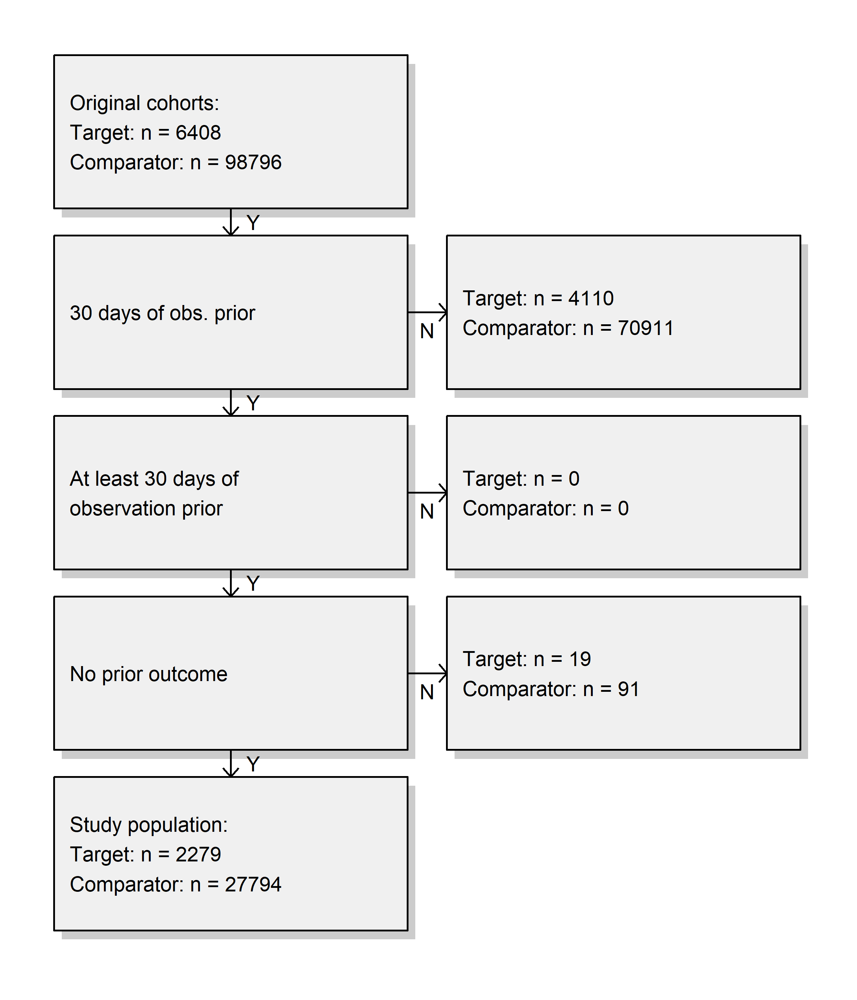 Original cohorts:
Target: n = 6408
Comparator: n = 98796
Y
30 days of obs. prior
N
Target: n = 4110
Comparator: n = 70911
Y
At least 30 days of
observation prior
N
Target: n = 0
Comparator: n = 0
Y
No prior outcome
N
Target: n = 19
Comparator: n = 91
Y
Study population:
Target: n = 2279
Comparator: n = 27794